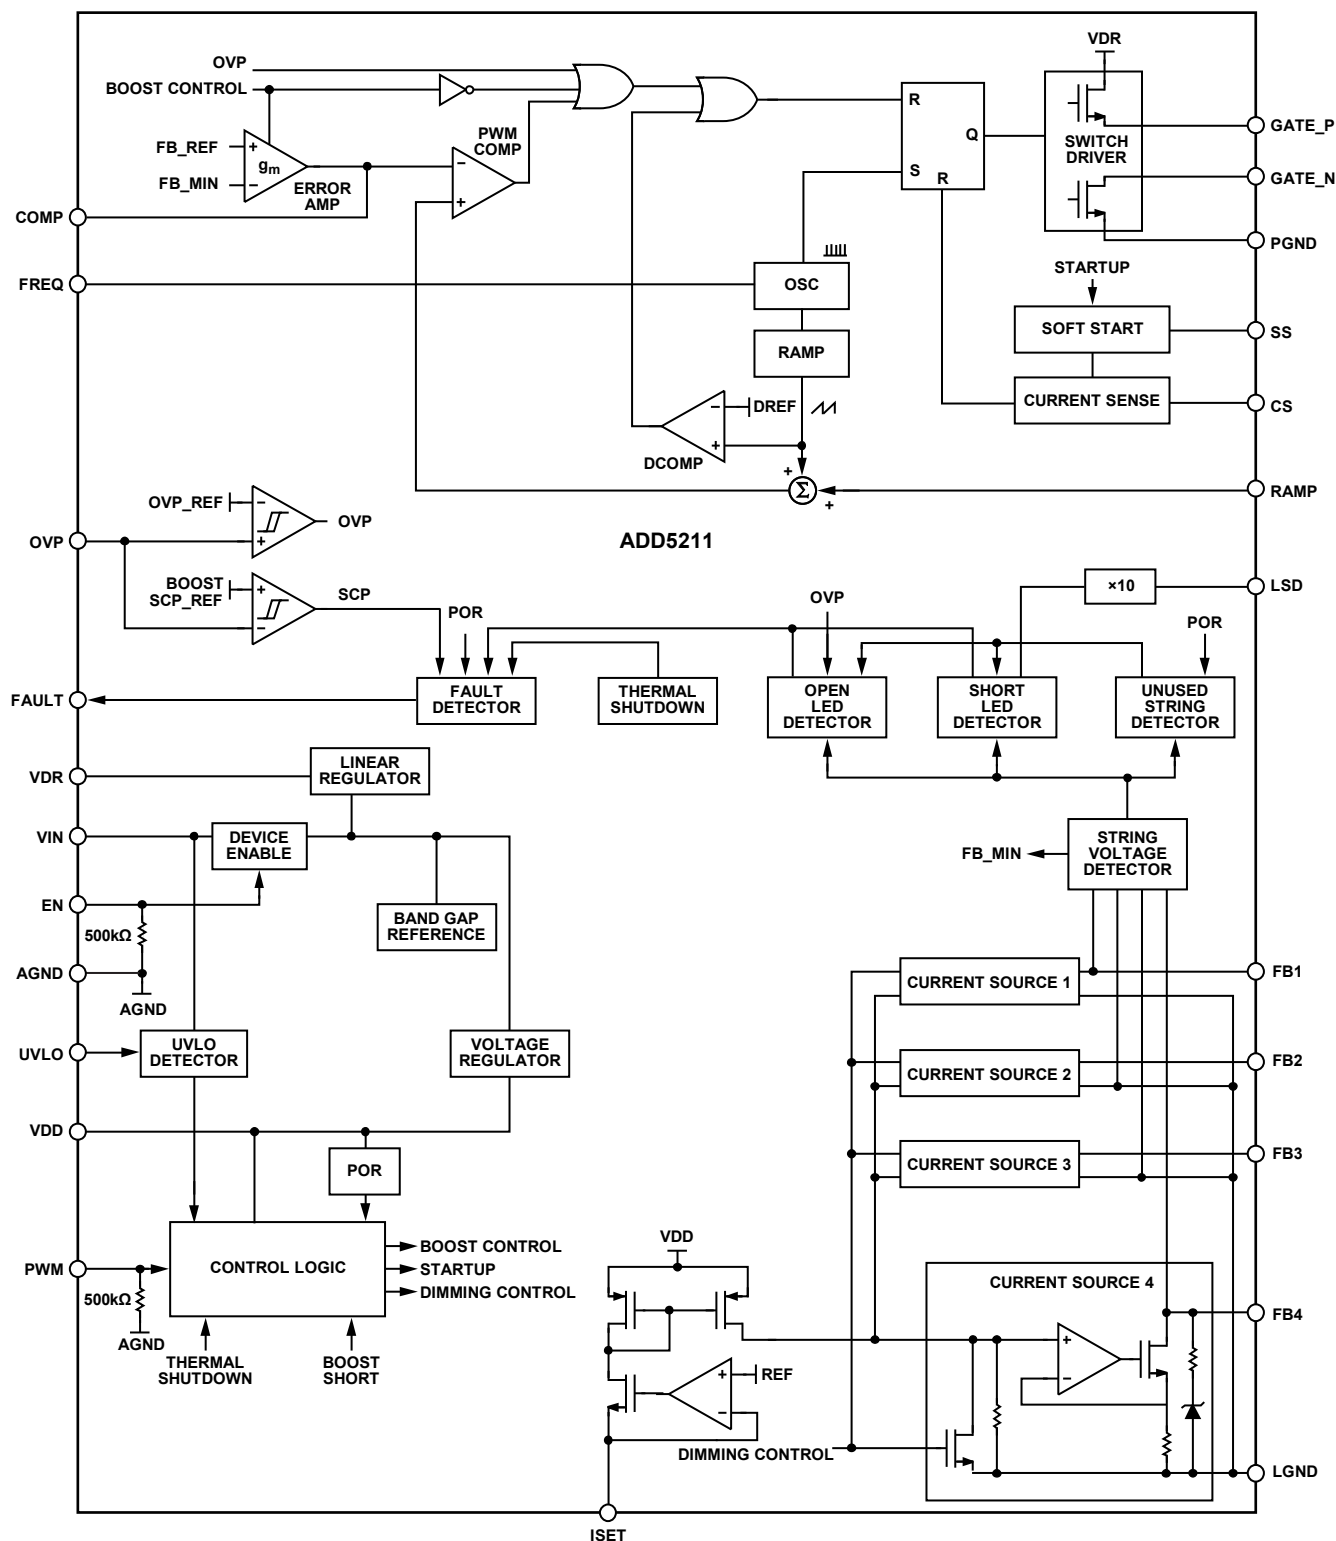 VDR
OVP
BOOST CONTROL
PWM
COMP
FB_REF
+
gm
FB_MIN
−
ERROR
AMP
−
+
R
Q
S
R
SWITCH
DRIVER
GATE_P
GATE_N
PGND
COMP
FREQ
OSC
STARTUP
SOFT START
SS
RAMP
CURRENT SENSE
CS
−
DREF
+
DCOMP
+
Σ
+
RAMP
OVP_REF
−
+
OVP
OVP
ADD5211
BOOST
SCP_REF
+
−
SCP
POR
OVP
×10
LSD
POR
FAULT
FAULT
DETECTOR
THERMAL
SHUTDOWN
OPEN
LED
DETECTOR
SHORT
LED
DETECTOR
UNUSED
STRING
DETECTOR
VDR
LINEAR
REGULATOR
VIN
DEVICE
ENABLE
FB_MIN
STRING
VOLTAGE
DETECTOR
EN
500kΩ
BAND GAP
REFERENCE
AGND
AGND
CURRENT SOURCE 1
FB1
UVLO
UVLO
DETECTOR
VOLTAGE
REGULATOR
CURRENT SOURCE 2
FB2
VDD
POR
CURRENT SOURCE 3
FB3
PWM
500kΩ
AGND
CONTROL LOGIC
BOOST CONTROL
STARTUP
DIMMING CONTROL
THERMAL
SHUTDOWN
BOOST
SHORT
VDD
CURRENT SOURCE 4
FB4
+
−
+
REF
−
DIMMING CONTROL
LGND
ISET